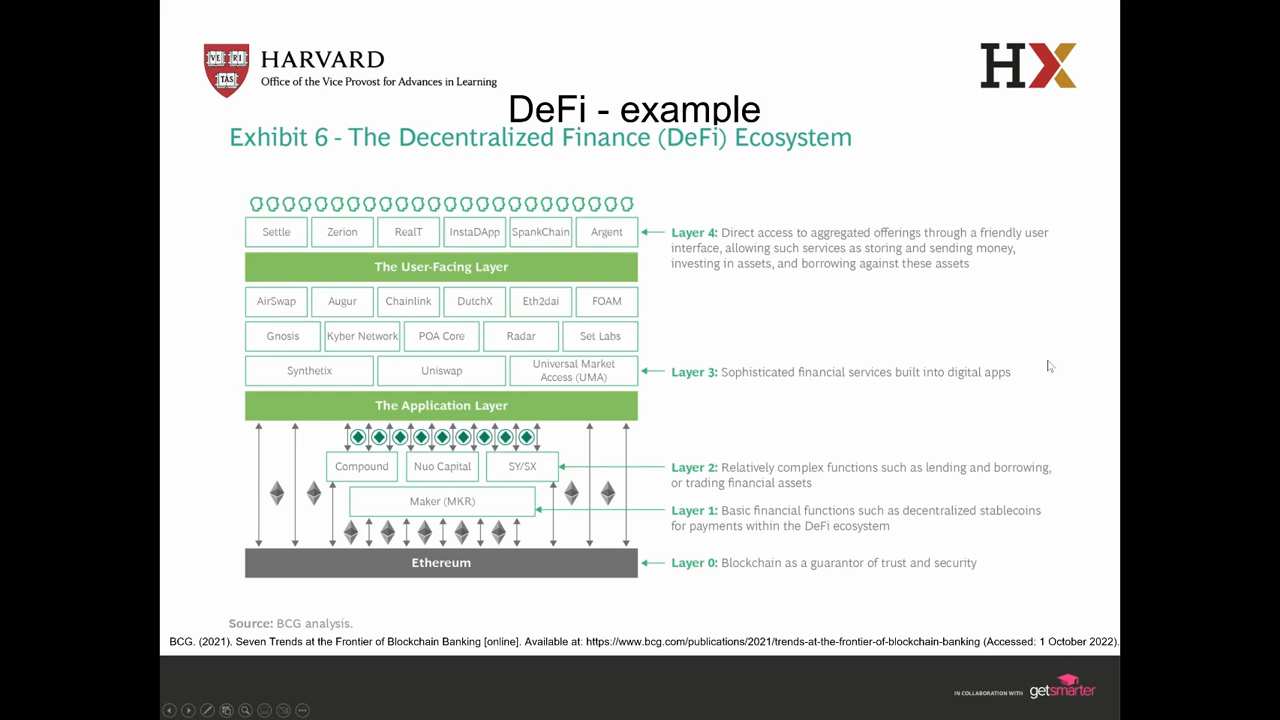 HARVARD
Office of the Vice Provost for Advances in Learning
VE RI
TAS
HX
DeFi - example
Exhibit 6 - The Decentralized Finance (DeFi) Ecosystem
Settle Zerion RealT InstaDApp SpankChain Argent
Layer 4: Direct access to aggregated offerings through a friendly user
interface, allowing such services as storing and sending money,
investing in assets, and borrowing against these assets
The User-Facing Layer
AirSwap Augur Chainlink DutchX Eth2dai FOAM
Gnosis Kyber Network POA Core Radar Set Labs
Synthetix Uniswap Universal Market
Access (UMA)
Layer 3: Sophisticated financial services built into digital apps
The Application Layer
Compound Nuo Capital SY/SX
Layer 2: Relatively complex functions such as lending and borrowing,
or trading financial assets
Maker (MKR)
Layer 1: Basic financial functions such as decentralized stablecoins
for payments within the DeFi ecosystem
Ethereum
Layer 0: Blockchain as a guarantor of trust and security
Source: BCG analysis.
BCG. (2021). Seven Trends at the Frontier of Blockchain Banking [online]. Available at: https://www.bcg.com/publications/2021/trends-at-the-frontier-of-blockchain-banking (Accessed: 1 October 2022).
IN COLLABORATION WITH getsmarter